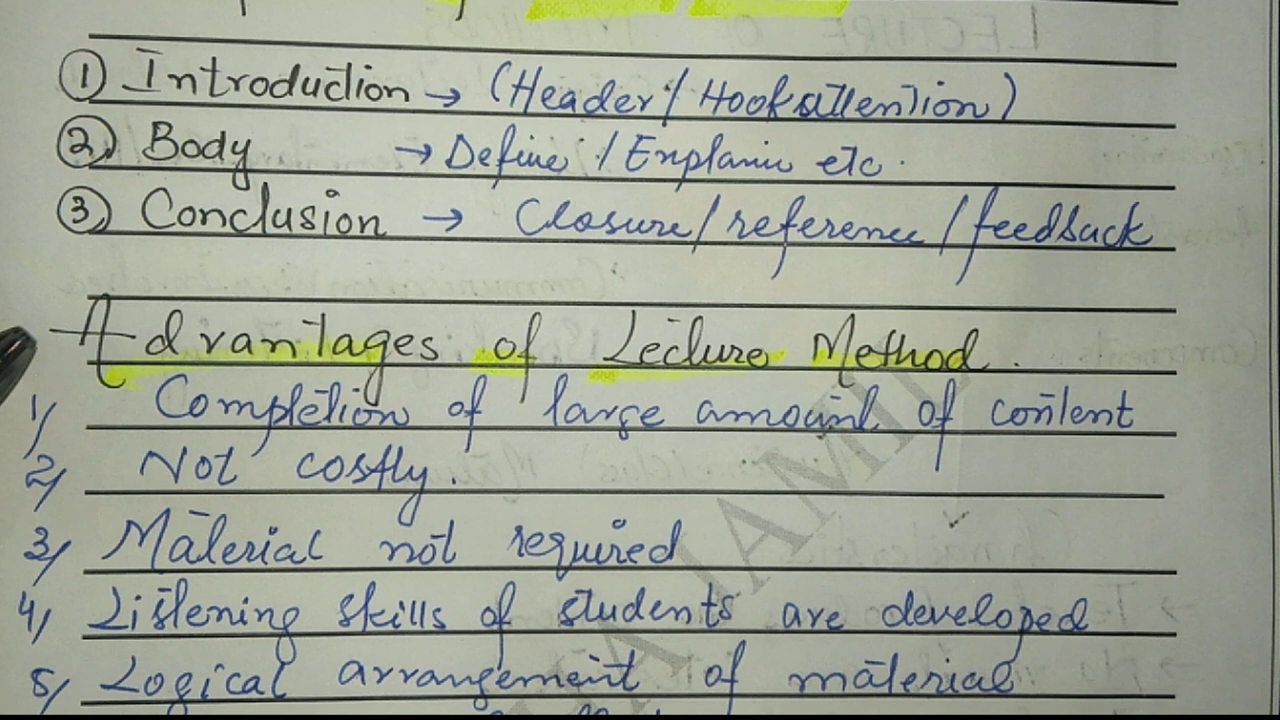 ① Introduction → (Header / Hook attention)
② Body → Define / Explain etc.
③ Conclusion → Closure / reference / feedback
Advantages of Lecture Method.
1/ Completion of large amount of content
2/ Not costly.
3/ Material not required
4/ Listening skills of students are developed
5/ Logical arrangement of material